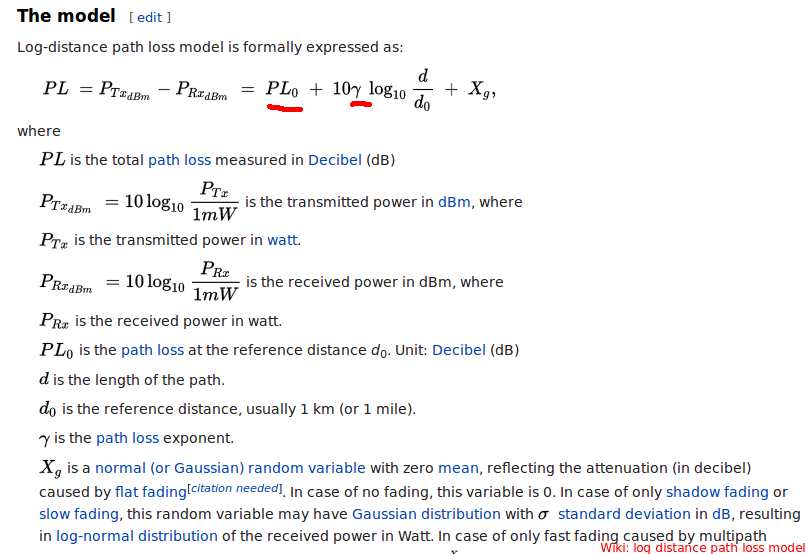 The model [ edit ]
Log-distance path loss model is formally expressed as:
PL = P_{Tx_{dBm}} − P_{Rx_{dBm}} = PL_0 + 10γ log_{10} \frac{d}{d_0} + X_g,
where
PL is the total path loss measured in Decibel (dB)
P_{Tx_{dBm}} = 10 log_{10} \frac{P_{Tx}}{1mW} is the transmitted power in dBm, where
P_{Tx} is the transmitted power in watt.
P_{Rx_{dBm}} = 10 log_{10} \frac{P_{Rx}}{1mW} is the received power in dBm, where
P_{Rx} is the received power in watt.
PL_0 is the path loss at the reference distance d_0. Unit: Decibel (dB)
d is the length of the path.
d_0 is the reference distance, usually 1 km (or 1 mile).
γ is the path loss exponent.
X_g is a normal (or Gaussian) random variable with zero mean, reflecting the attenuation (in decibel)
caused by flat fading[citation needed]. In case of no fading, this variable is 0. In case of only shadow fading or
slow fading, this random variable may have Gaussian distribution with σ standard deviation in dB, resulting
in log-normal distribution of the received power in Watt. In case of only fast fading caused by multipath
Wiki: log distance path loss model